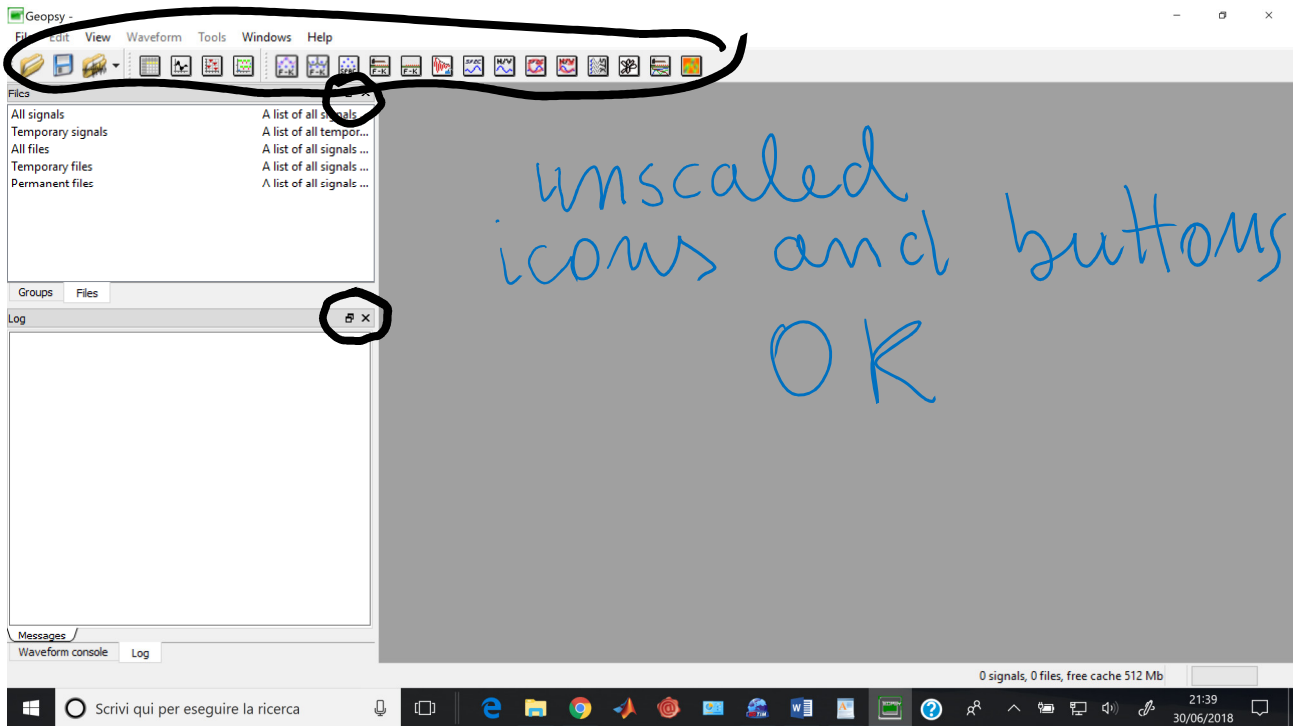 Geopsy -
File Edit View Waveform Tools Windows Help
F-K F-K SPAC F-K F-K SPAC H/V H/V
Files
All signals A list of all signals ...
Temporary signals A list of all tempor...
All files A list of all signals ...
Temporary files A list of all signals ...
Permanent files A list of all signals ...
Groups Files
Log
unscaled
icons and buttons
OK
Messages
Waveform console Log
0 signals, 0 files, free cache 512 Mb
Scrivi qui per eseguire la ricerca
21:39
30/06/2018